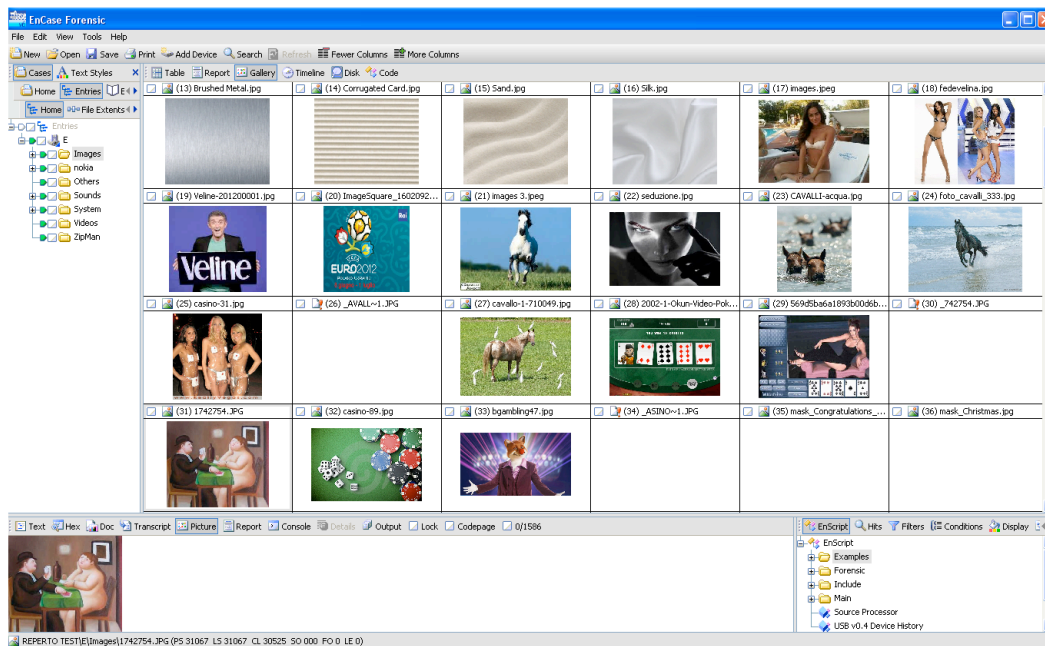 EnCase Forensic
File Edit View Tools Help
New Open Save Print Add Device Search Refresh Fewer Columns More Columns
Cases Text Styles × Table Report Gallery Timeline Disk Code
Home Entries
Home File Extents
Entries
E
Images
nokia
Others
Sounds
System
Videos
ZipMan
(13) Brushed Metal.jpg (14) Corrugated Card.jpg (15) Sand.jpg (16) Silk.jpg (17) images.jpeg (18) fedevelina.jpg
(19) Veline-201200001.jpg (20) ImageSquare_1602092... (21) images 3.jpeg (22) seduzione.jpg (23) CAVALLI-acqua.jpg (24) foto_cavalli_333.jpg
Veline
Rai
EURO2012
(25) casino-31.jpg (26) _AVALL~1.JPG (27) cavallo-1-710049.jpg (28) 2002-1-Okun-Video-Pok... (29) 569d5ba6a1893b00d6b... (30) _742754.JPG
(31) 1742754.JPG (32) casino-89.jpg (33) bgambling47.jpg (34) _ASINO~1.JPG (35) mask_Congratulations_... (36) mask_Christmas.jpg
Text Hex Doc Transcript Picture Report Console Details Output Lock Codepage 0/1586
EnScript Hits Filters Conditions Display
EnScript
Examples
Forensic
Include
Main
Source Processor
USB v0.4 Device History
REPERTO TEST\E\Images\1742754.JPG (PS 31067 LS 31067 CL 30525 SO 000 FO 0 LE 0)